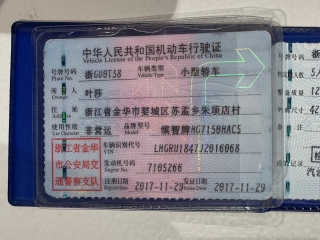 中华人民共和国机动车行驶证
Vehicle License of the People's Republic of China
号牌号码 浙GU0T58 车辆类型 小型轿车
Plate No. Vehicle Type
所有人 叶莎
Owner
住址 浙江省金华市婺城区苏孟乡朱项店村
Address
使用性质 非营运 品牌型号 缤智牌HG7150HAC5
Use Character Model
浙江省金华市公安局交通警察支队
车辆识别代号 LHGRU1847J2016068
VIN
发动机号码 7105266
Engine No.
注册日期 2017-11-29 发证日期 2017-11-29
Register Date Issue Date